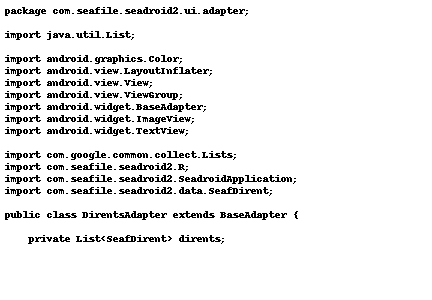 package com.seafile.seadroid2.ui.adapter;

import java.util.List;

import android.graphics.Color;
import android.view.LayoutInflater;
import android.view.View;
import android.view.ViewGroup;
import android.widget.BaseAdapter;
import android.widget.ImageView;
import android.widget.TextView;

import com.google.common.collect.Lists;
import com.seafile.seadroid2.R;
import com.seafile.seadroid2.SeadroidApplication;
import com.seafile.seadroid2.data.SeafDirent;

public class DirentsAdapter extends BaseAdapter {

    private List<SeafDirent> dirents;